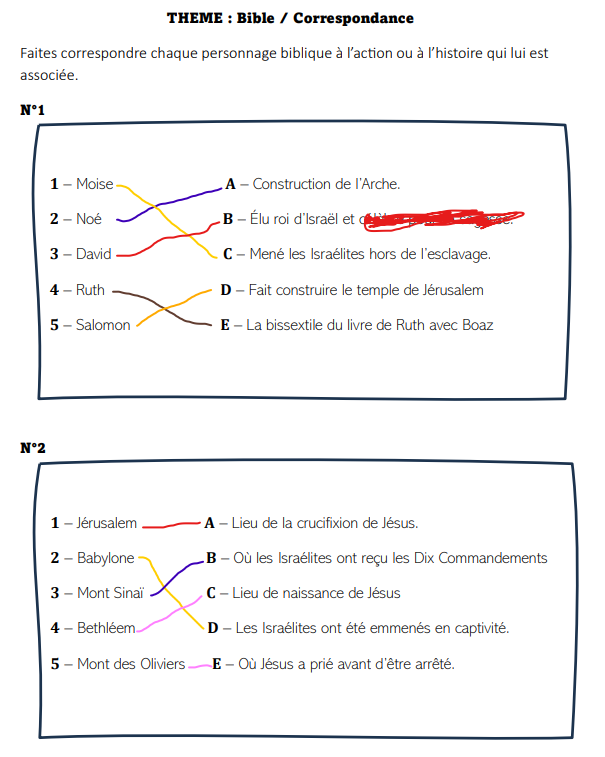 THEME : Bible / Correspondance
Faites correspondre chaque personnage biblique à l’action ou à l’histoire qui lui est
associée.
N°1
1 – Moise
A – Construction de l’Arche.
2 – Noé
B – Élu roi d’Israël et
3 – David
C – Mené les Israélites hors de l’esclavage.
4 – Ruth
D – Fait construire le temple de Jérusalem
5 – Salomon
E – La bissextile du livre de Ruth avec Boaz
N°2
1 – Jérusalem
A – Lieu de la crucifixion de Jésus.
2 – Babylone
B – Où les Israélites ont reçu les Dix Commandements
3 – Mont Sinaï
C – Lieu de naissance de Jésus
4 – Bethléem
D – Les Israélites ont été emmenés en captivité.
5 – Mont des Oliviers
E – Où Jésus a prié avant d’être arrêté.